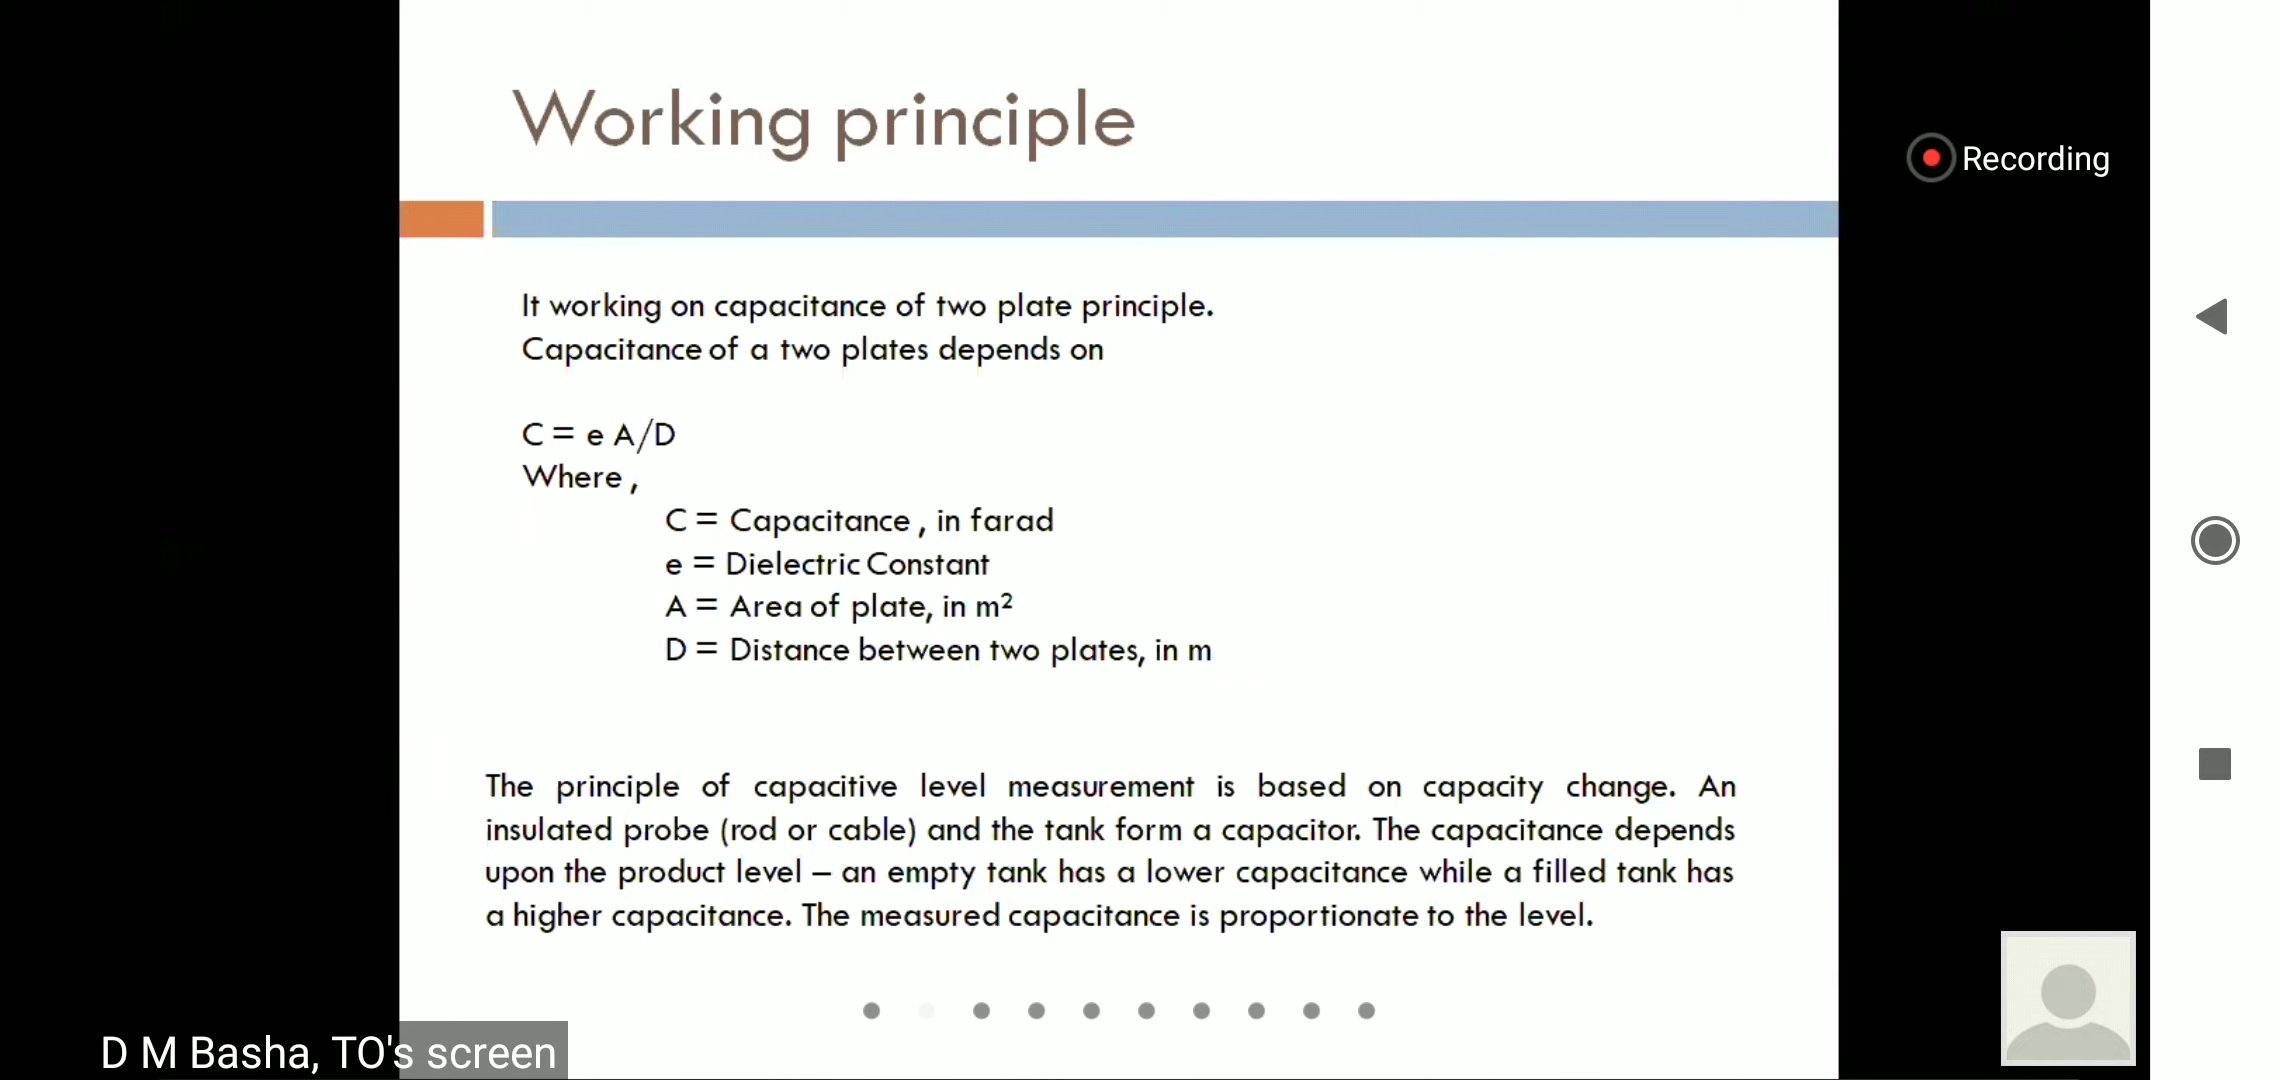 Working principle
Recording
It working on capacitance of two plate principle.
Capacitance of a two plates depends on
C = e A/D
Where ,
C = Capacitance , in farad
e = Dielectric Constant
A = Area of plate, in m²
D = Distance between two plates, in m
The principle of capacitive level measurement is based on capacity change. An
insulated probe (rod or cable) and the tank form a capacitor. The capacitance depends
upon the product level – an empty tank has a lower capacitance while a filled tank has
a higher capacitance. The measured capacitance is proportionate to the level.
D M Basha, TO's screen